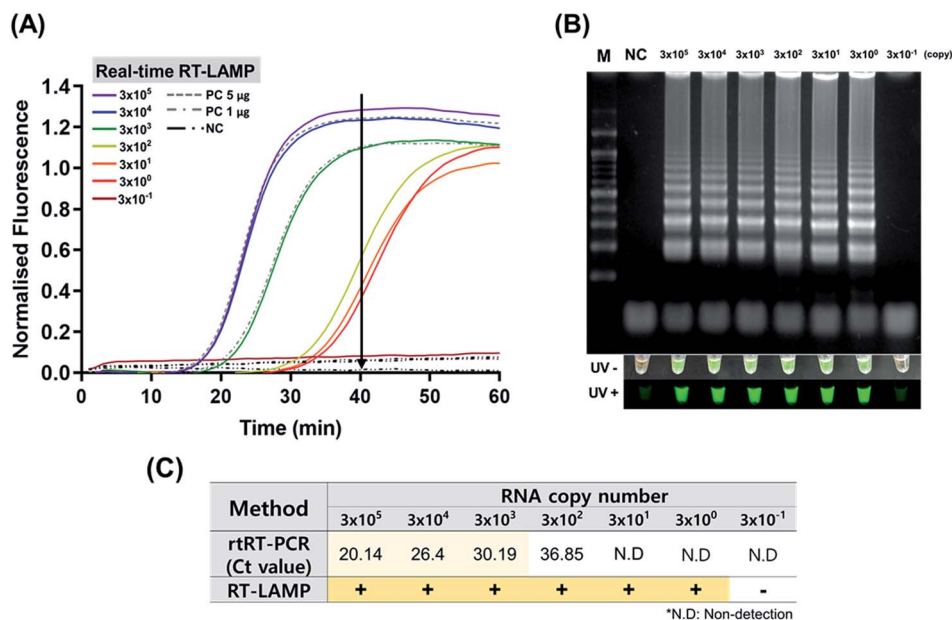 (A)
Real-time RT-LAMP
3x10⁵
3x10⁴
3x10³
3x10²
3x10¹
3x10⁰
3x10⁻¹
PC 5 µg
PC 1 µg
NC
Normalised Fluorescence
1.4
1.2
1.0
0.8
0.6
0.4
0.2
0.0
0 10 20 30 40 50 60
Time (min)
(B)
M NC 3x10⁵ 3x10⁴ 3x10³ 3x10² 3x10¹ 3x10⁰ 3x10⁻¹ (copy)
UV -
UV +
(C)
Method RNA copy number
3x10⁵ 3x10⁴ 3x10³ 3x10² 3x10¹ 3x10⁰ 3x10⁻¹
rtRT-PCR
(Ct value) 20.14 26.4 30.19 36.85 N.D N.D N.D
RT-LAMP + + + + + + -
*N.D: Non-detection